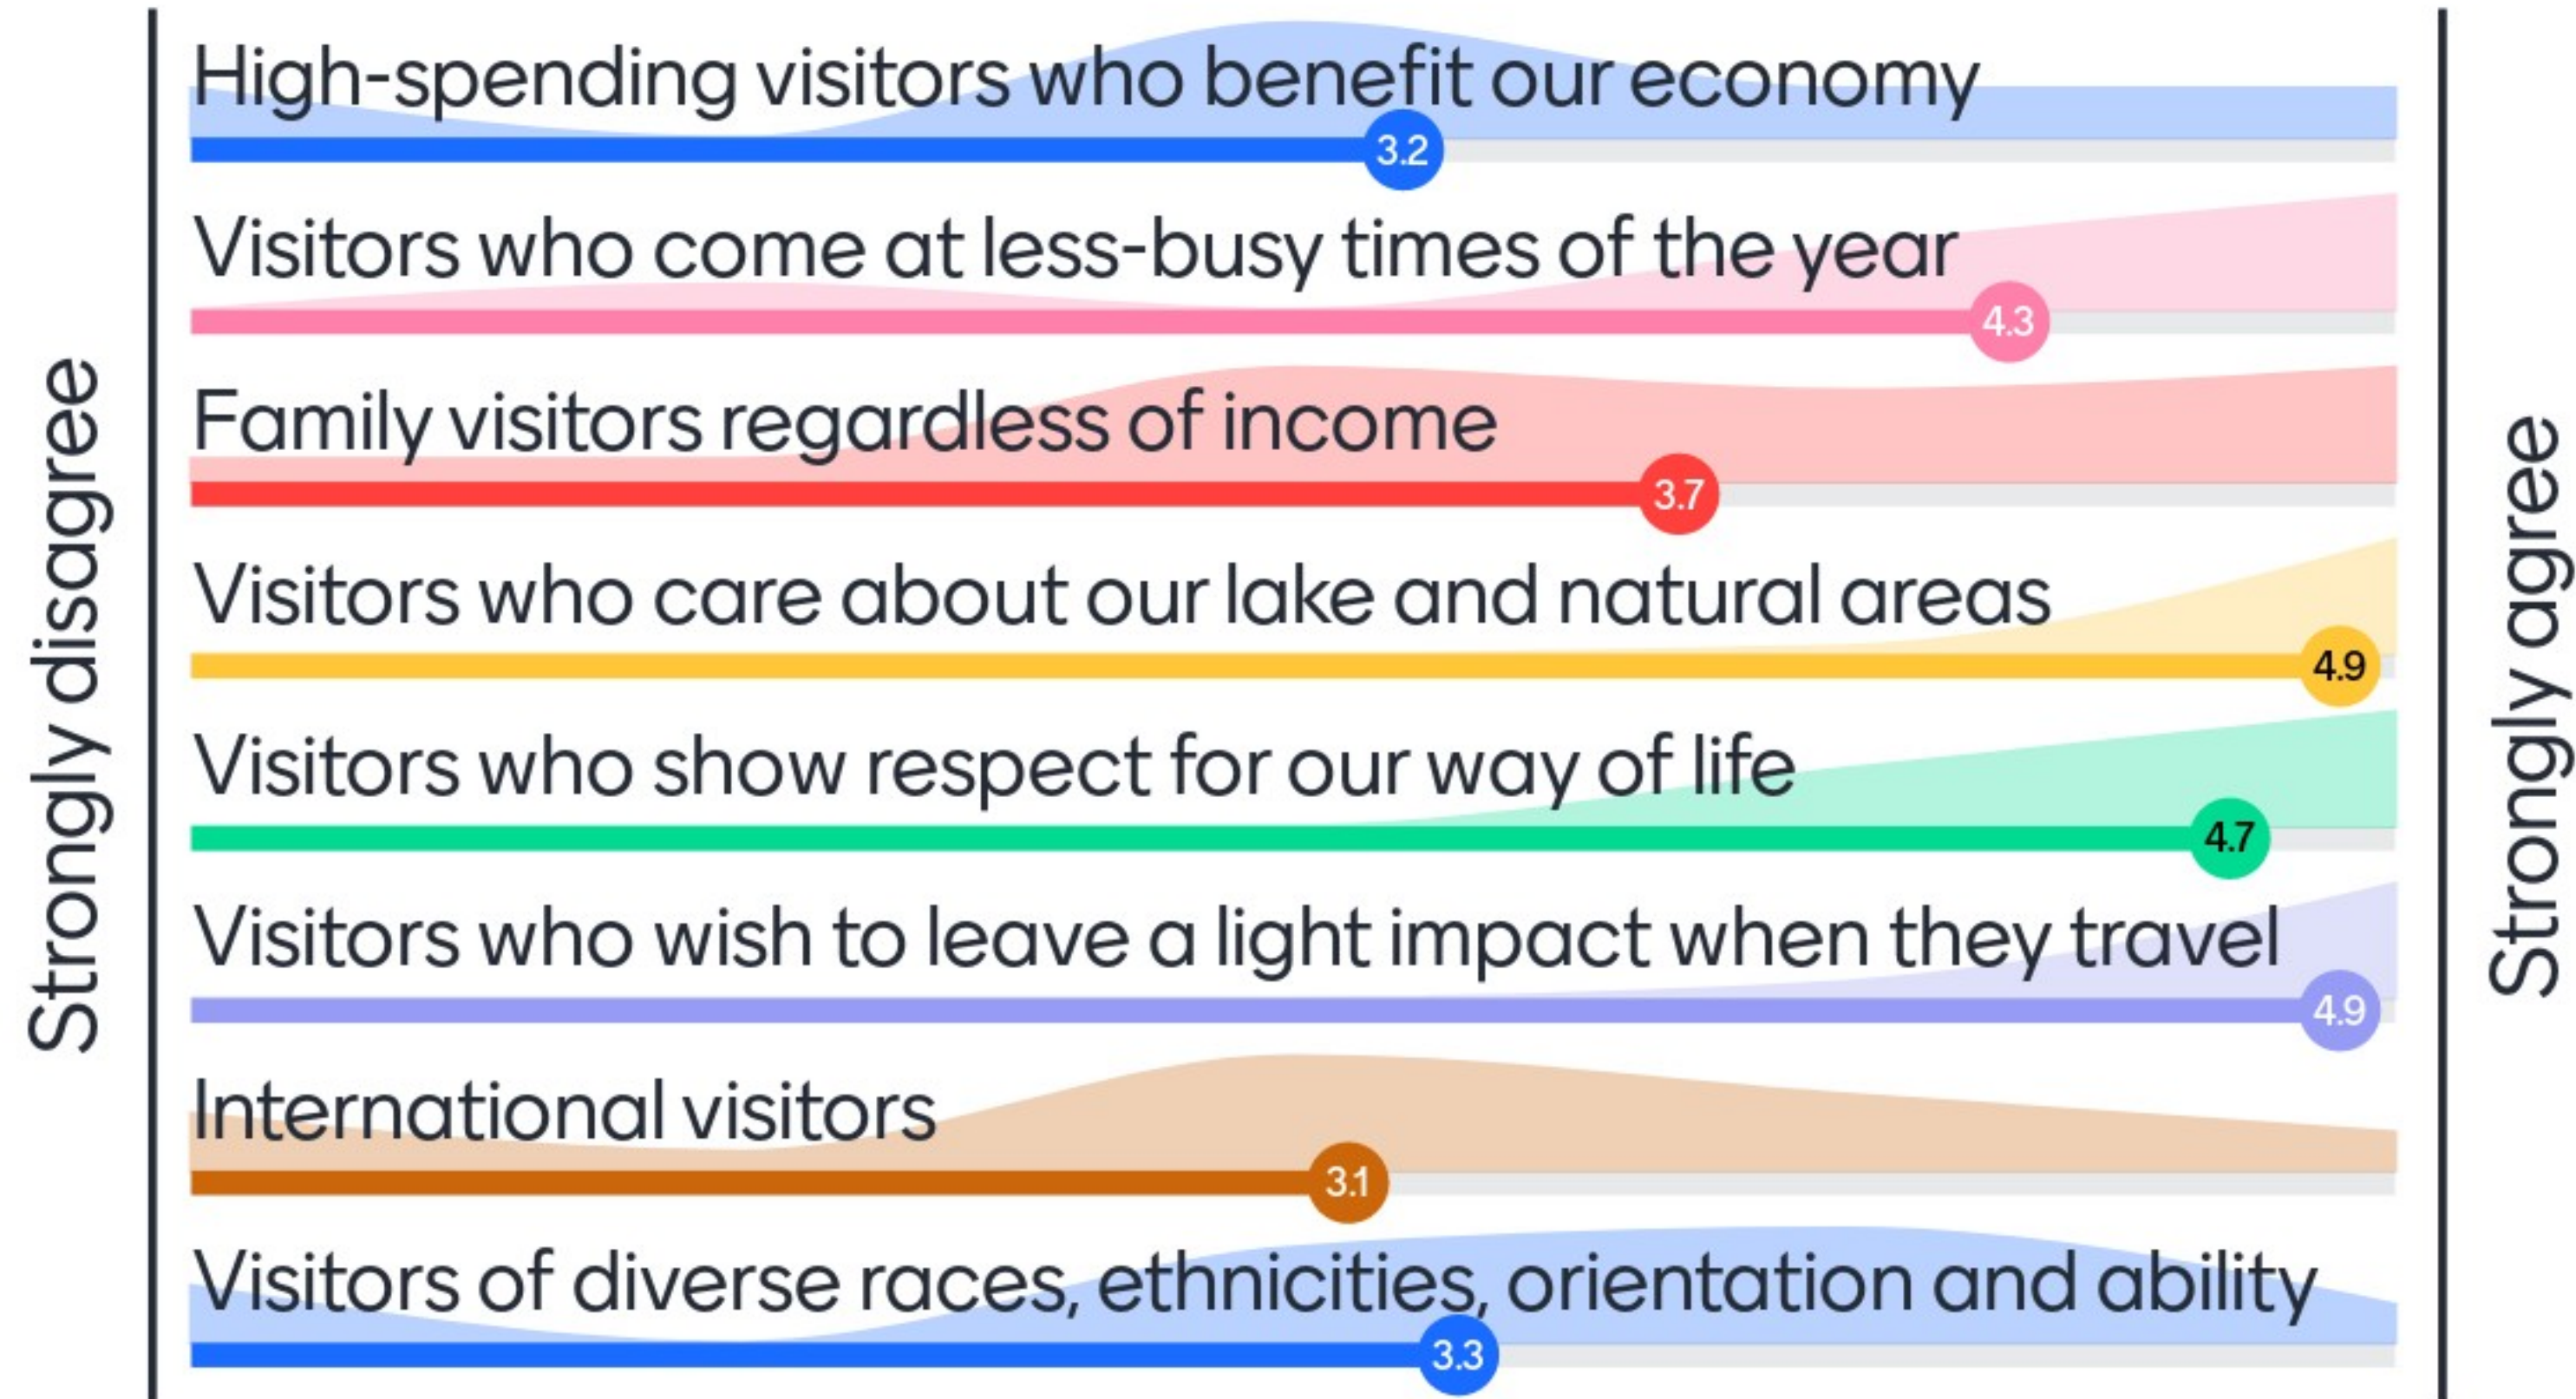 Strongly disagree
High-spending visitors who benefit our economy
3.2
Visitors who come at less-busy times of the year
4.3
Family visitors regardless of income
3.7
Visitors who care about our lake and natural areas
4.9
Visitors who show respect for our way of life
4.7
Visitors who wish to leave a light impact when they travel
4.9
International visitors
3.1
Visitors of diverse races, ethnicities, orientation and ability
3.3
Strongly agree